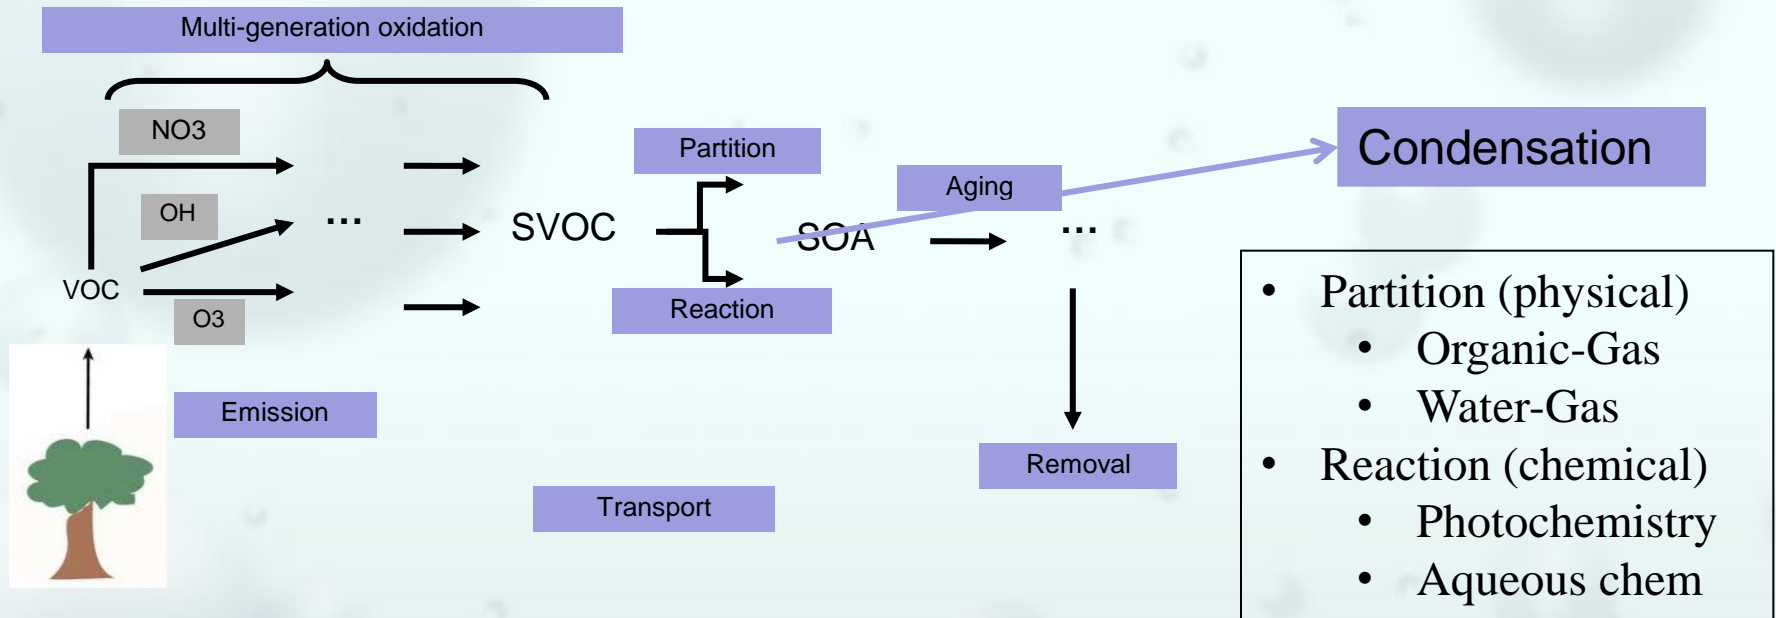 Multi-generation oxidation
NO3
OH
O3
VOC
...
SVOC
Partition
Reaction
SOA
Aging
...
Emission
Transport
Removal
Condensation
• Partition (physical)
• Organic-Gas
• Water-Gas
• Reaction (chemical)
• Photochemistry
• Aqueous chem